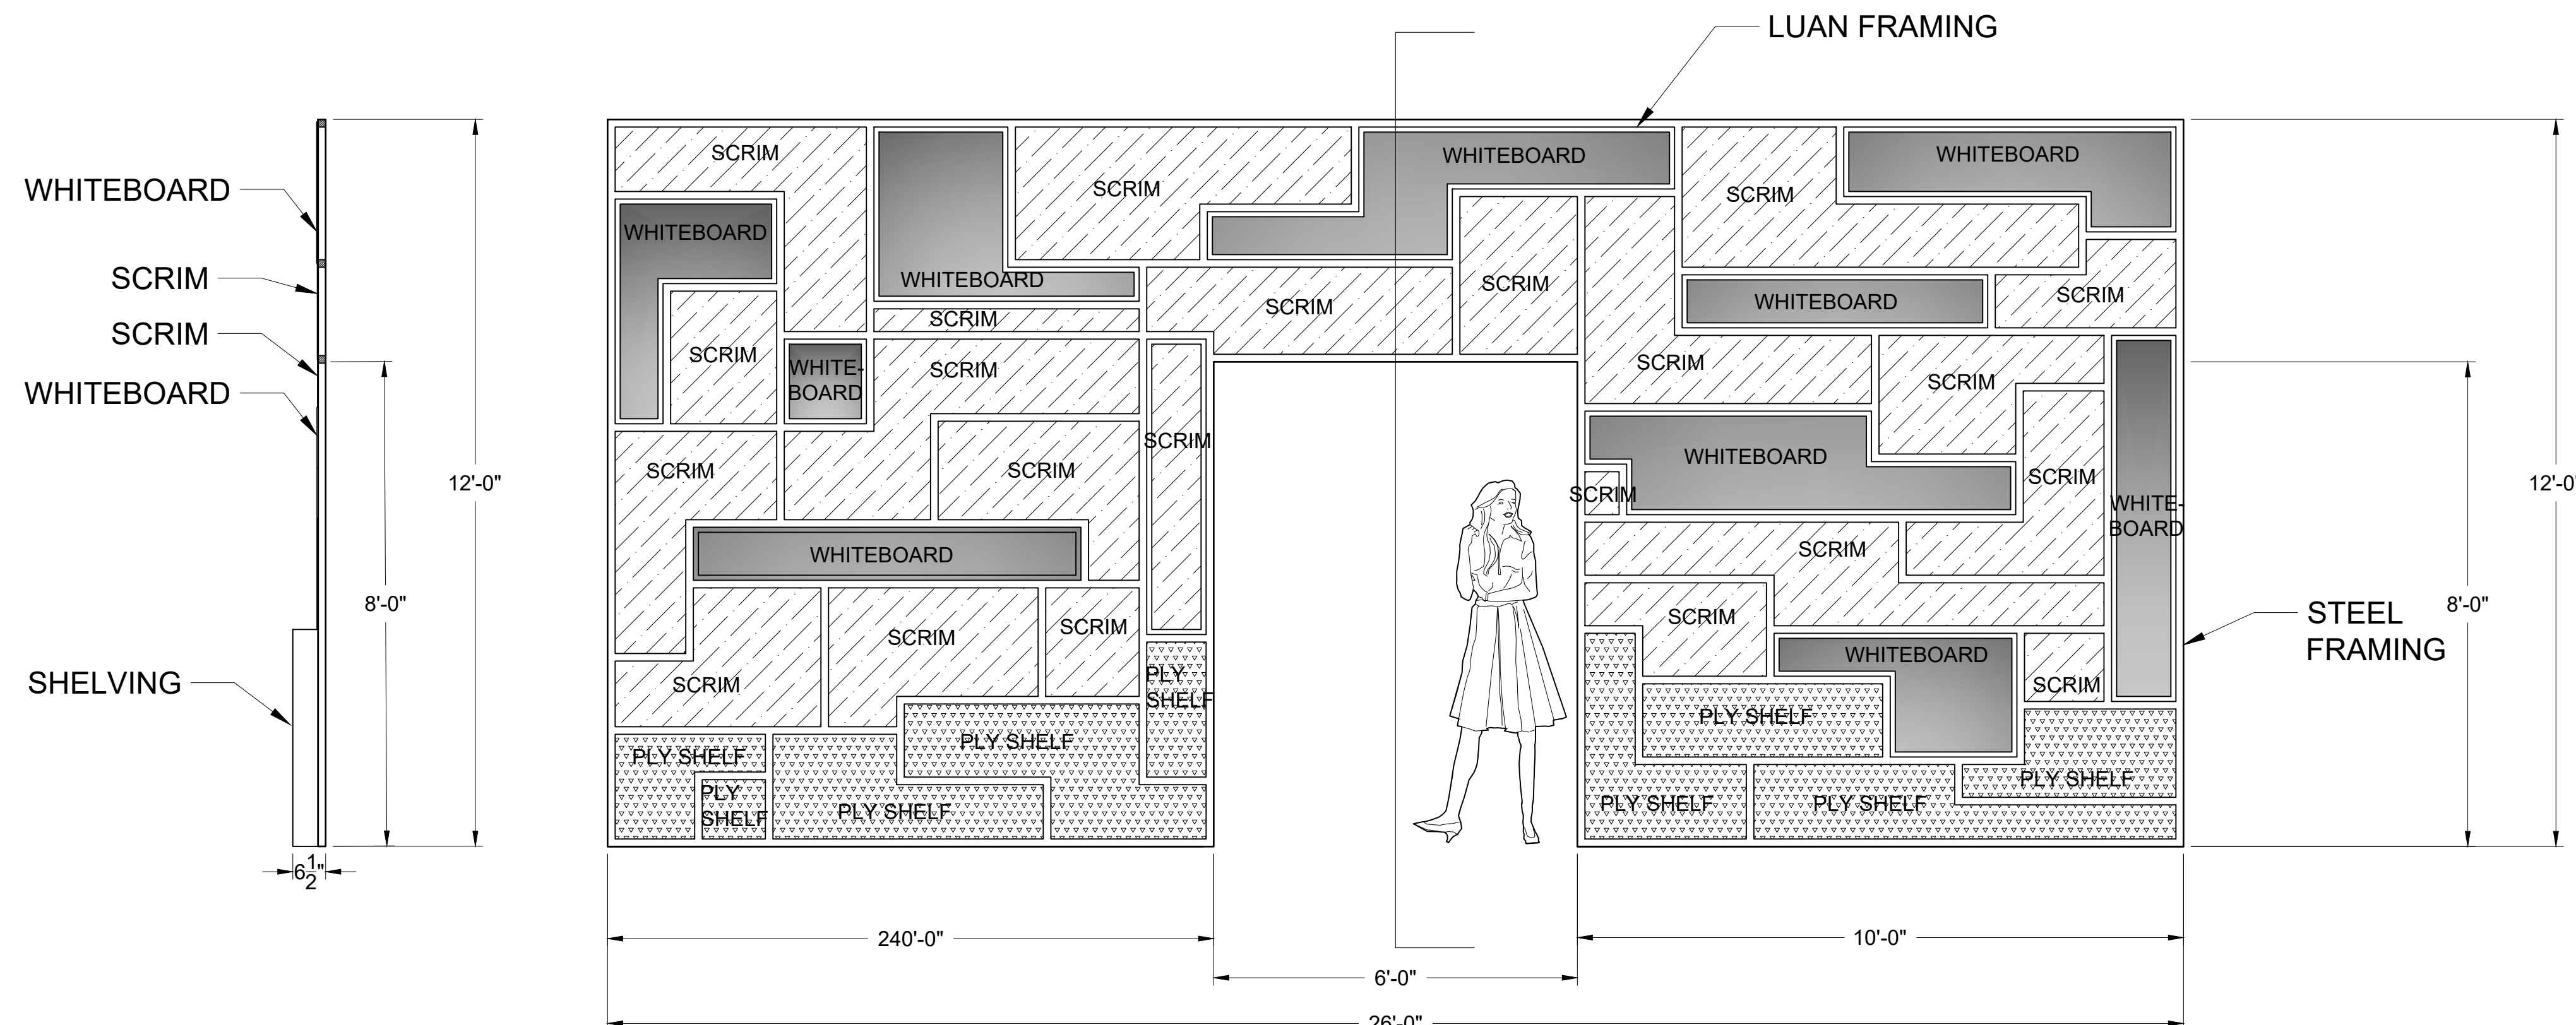 LUAN FRAMING
WHITEBOARD
SCRIM
SCRIM
WHITEBOARD
SHELVING
6 1/2"
8'-0"
12'-0"
SCRIM
WHITEBOARD
SCRIM
WHITEBOARD
SCRIM
WHITEBOARD
WHITEBOARD
SCRIM
SCRIM
WHITEBOARD
SCRIM
SCRIM
SCRIM
WHITE-
BOARD
SCRIM
SCRIM
SCRIM
SCRIM
WHITEBOARD
SCRIM
SCRIM
SCRIM
SCRIM
PLY
SHELF
PLY SHELF
PLY
SHELF
PLY SHELF
PLY SHELF
WHITEBOARD
SCRIM
SCRIM
SCRIM
WHITEBOARD
SCRIM
SCRIM
SCRIM
WHITE-
BOARD
SCRIM
SCRIM
WHITEBOARD
SCRIM
PLY SHELF
PLY SHELF
PLY SHELF
PLY SHELF
STEEL
FRAMING
8'-0"
12'-0"
240'-0"
6'-0"
10'-0"
26'-0"